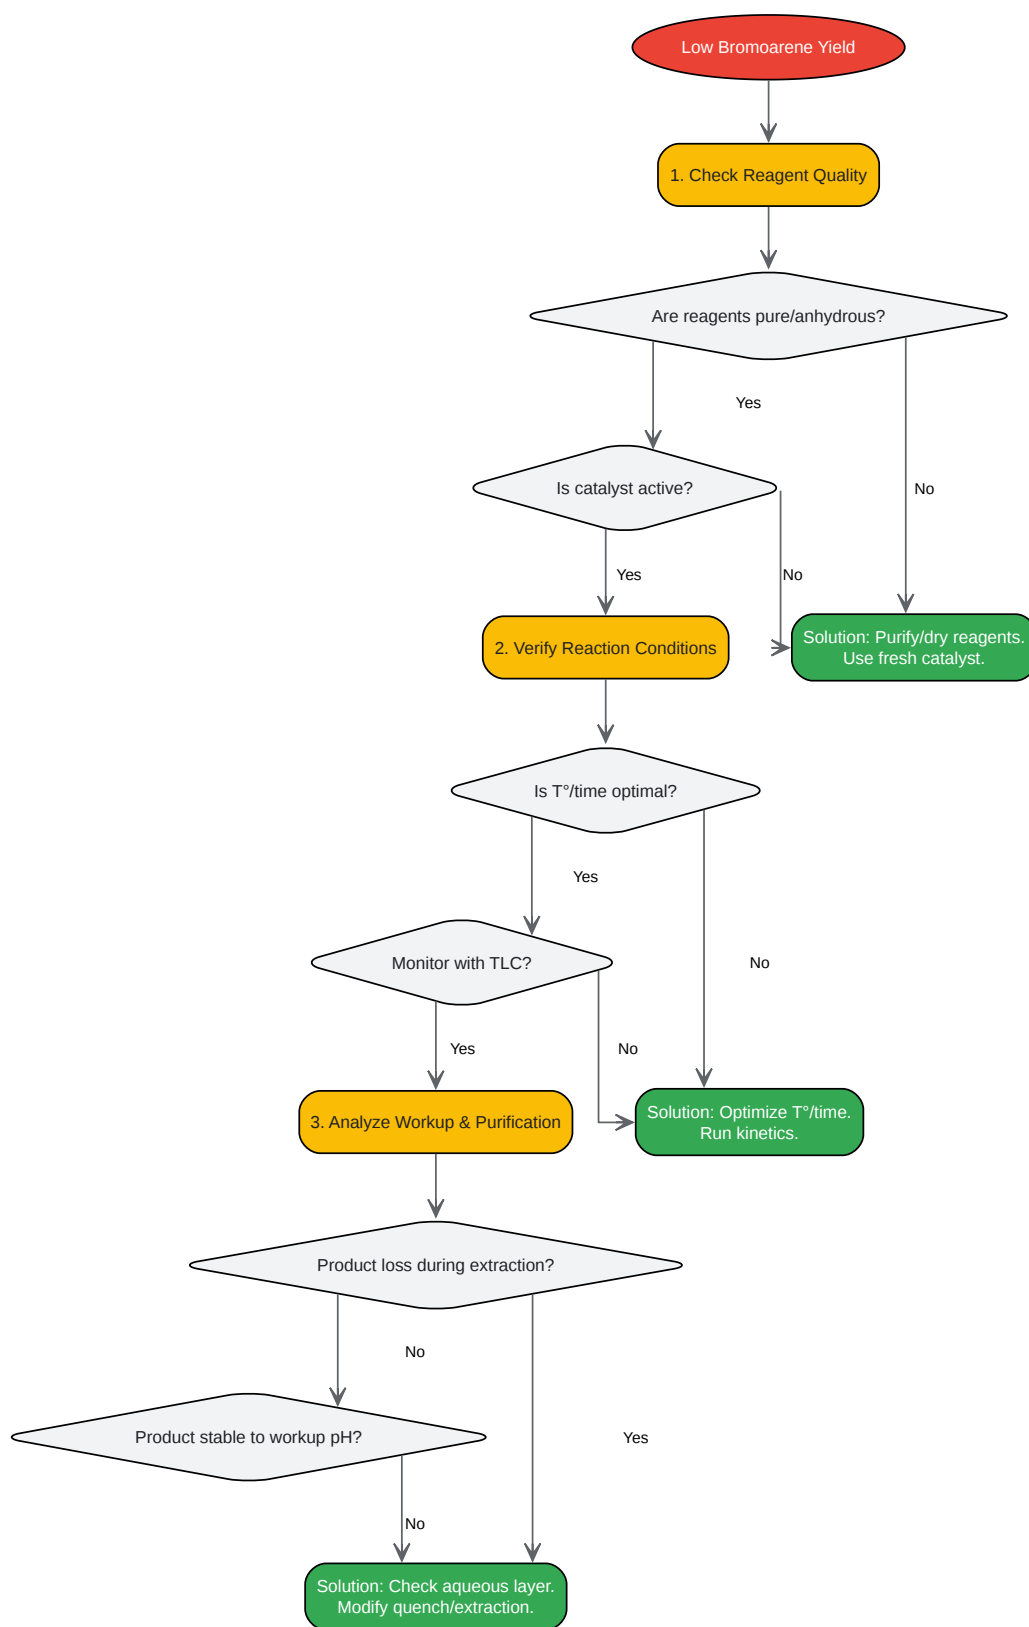 Low Bromoarene Yield
1. Check Reagent Quality
Are reagents pure/anhydrous?
Yes
Is catalyst active?
No
Yes
No
2. Verify Reaction Conditions
Solution: Purify/dry reagents.
Use fresh catalyst.
Is T°/time optimal?
Yes
Monitor with TLC?
No
Yes
No
3. Analyze Workup & Purification
Solution: Optimize T°/time.
Run kinetics.
Product loss during extraction?
No
Product stable to workup pH?
Yes
No
Solution: Check aqueous layer.
Modify quench/extraction.